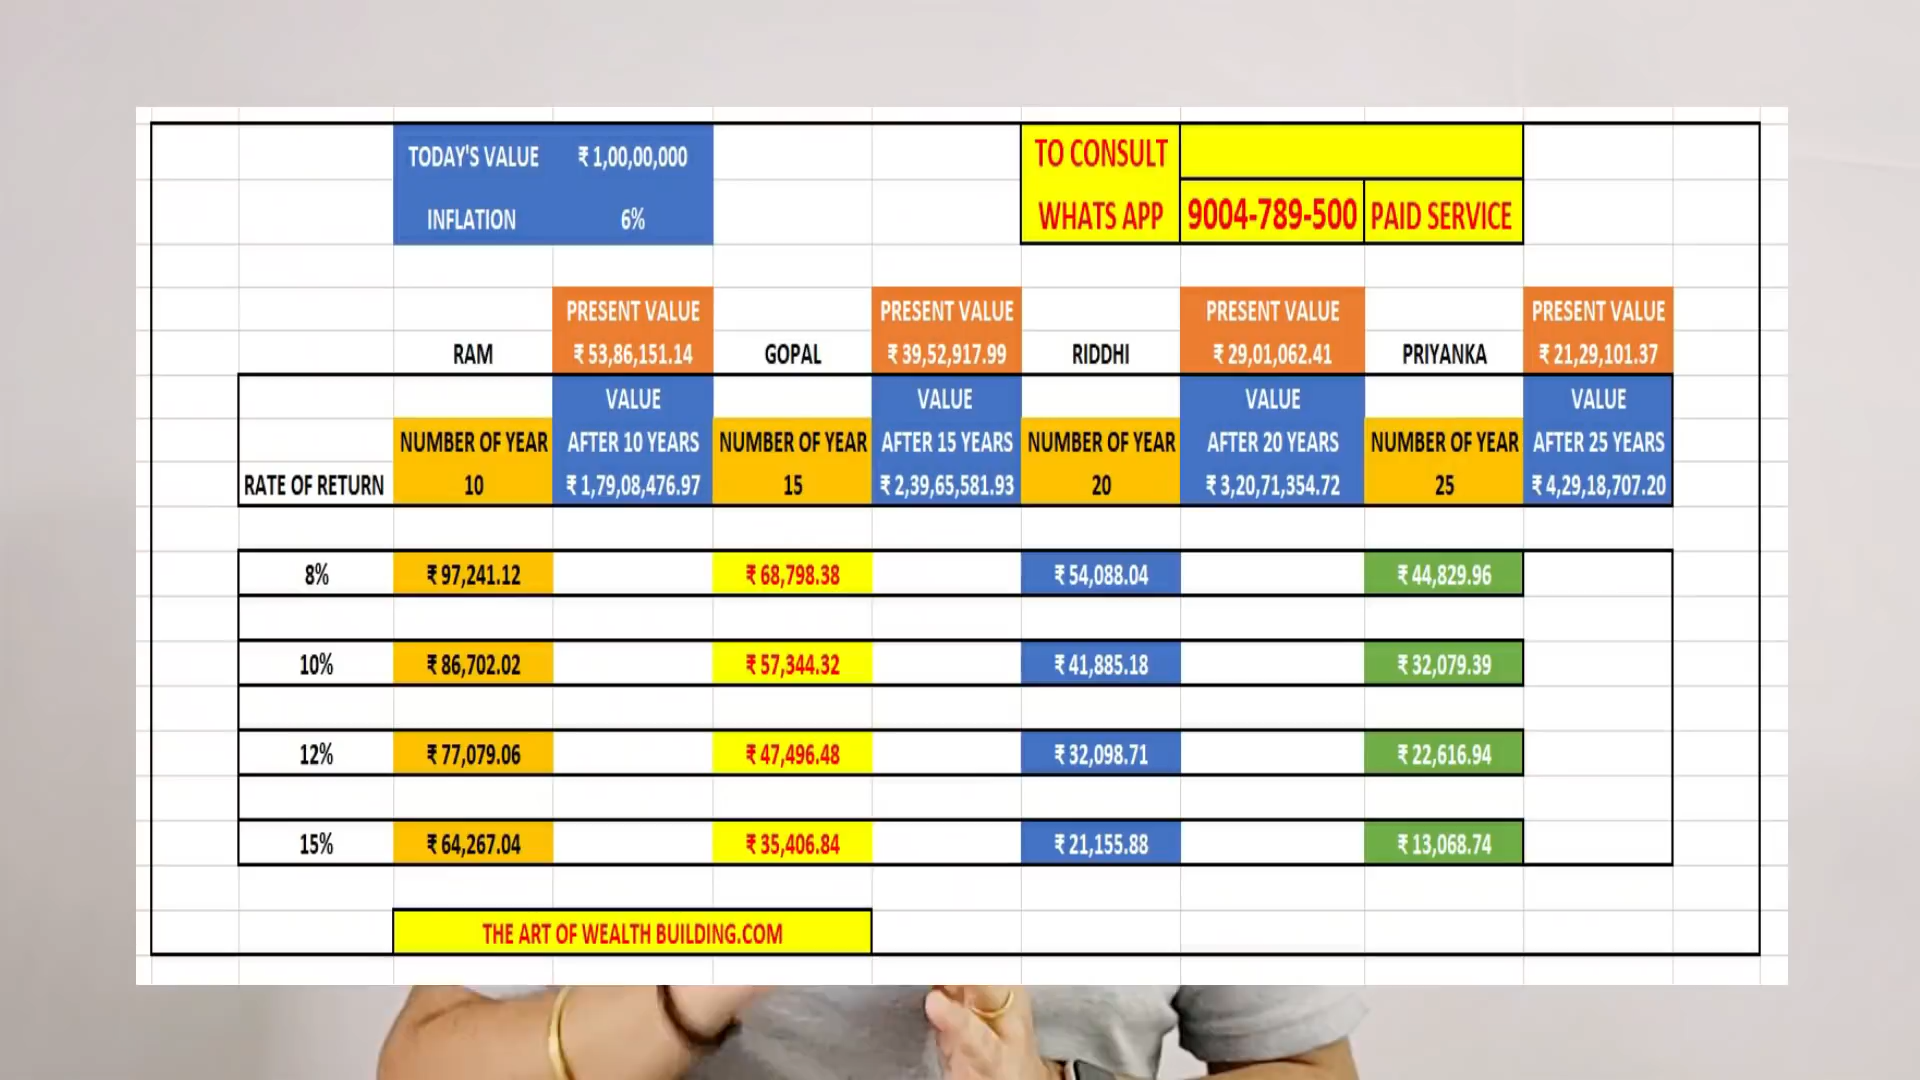 TODAY'S VALUE ₹ 1,00,00,000
INFLATION 6%
TO CONSULT
WHATS APP 9004-789-500 PAID SERVICE
PRESENT VALUE PRESENT VALUE PRESENT VALUE PRESENT VALUE
RAM ₹ 53,86,151.14 GOPAL ₹ 39,52,917.99 RIDDHI ₹ 29,01,062.41 PRIYANKA ₹ 21,29,101.37
VALUE VALUE VALUE VALUE
NUMBER OF YEAR AFTER 10 YEARS NUMBER OF YEAR AFTER 15 YEARS NUMBER OF YEAR AFTER 20 YEARS NUMBER OF YEAR AFTER 25 YEARS
RATE OF RETURN 10 ₹ 1,79,08,476.97 15 ₹ 2,39,65,581.93 20 ₹ 3,20,71,354.72 25 ₹ 4,29,18,707.20
8% ₹ 97,241.12 ₹ 68,798.38 ₹ 54,088.04 ₹ 44,829.96
10% ₹ 86,702.02 ₹ 57,344.32 ₹ 41,885.18 ₹ 32,079.39
12% ₹ 77,079.06 ₹ 47,496.48 ₹ 32,098.71 ₹ 22,616.94
15% ₹ 64,267.04 ₹ 35,406.84 ₹ 21,155.88 ₹ 13,068.74
THE ART OF WEALTH BUILDING.COM